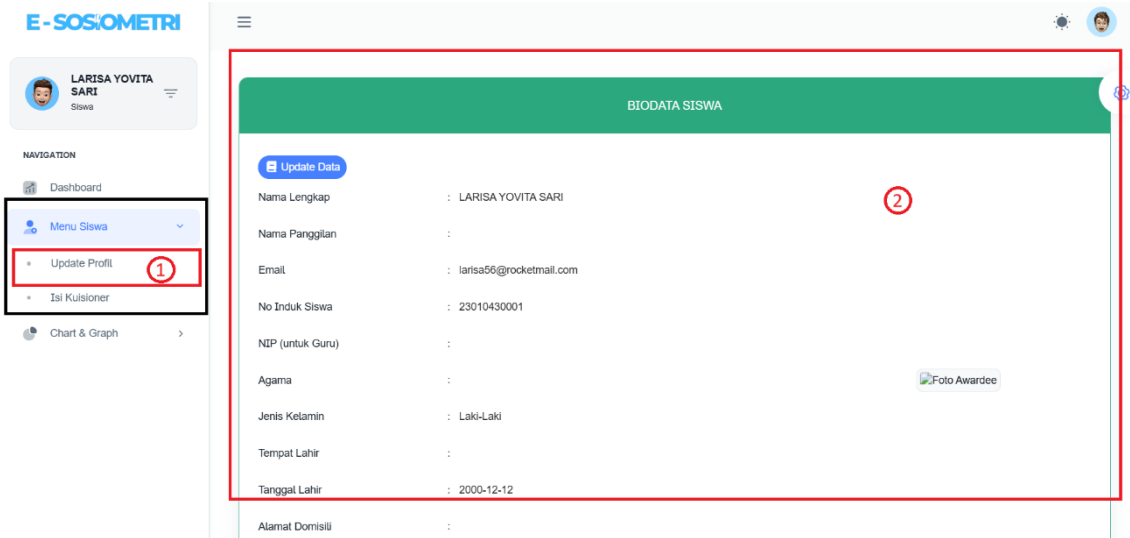 E - SOSIOMETRI
LARISA YOVITA
SARI
Siswa
NAVIGATION
Dashboard
Menu Siswa
Update Profil
1
Isi Kuisioner
Chart & Graph
BIODATA SISWA
Update Data
2
Nama Lengkap : LARISA YOVITA SARI
Nama Panggilan :
Email : larisa56@rocketmail.com
No Induk Siswa : 23010430001
NIP (untuk Guru) :
Agama :
Foto Awardee
Jenis Kelamin : Laki-Laki
Tempat Lahir :
Tanggal Lahir : 2000-12-12
Alamat Domisili :